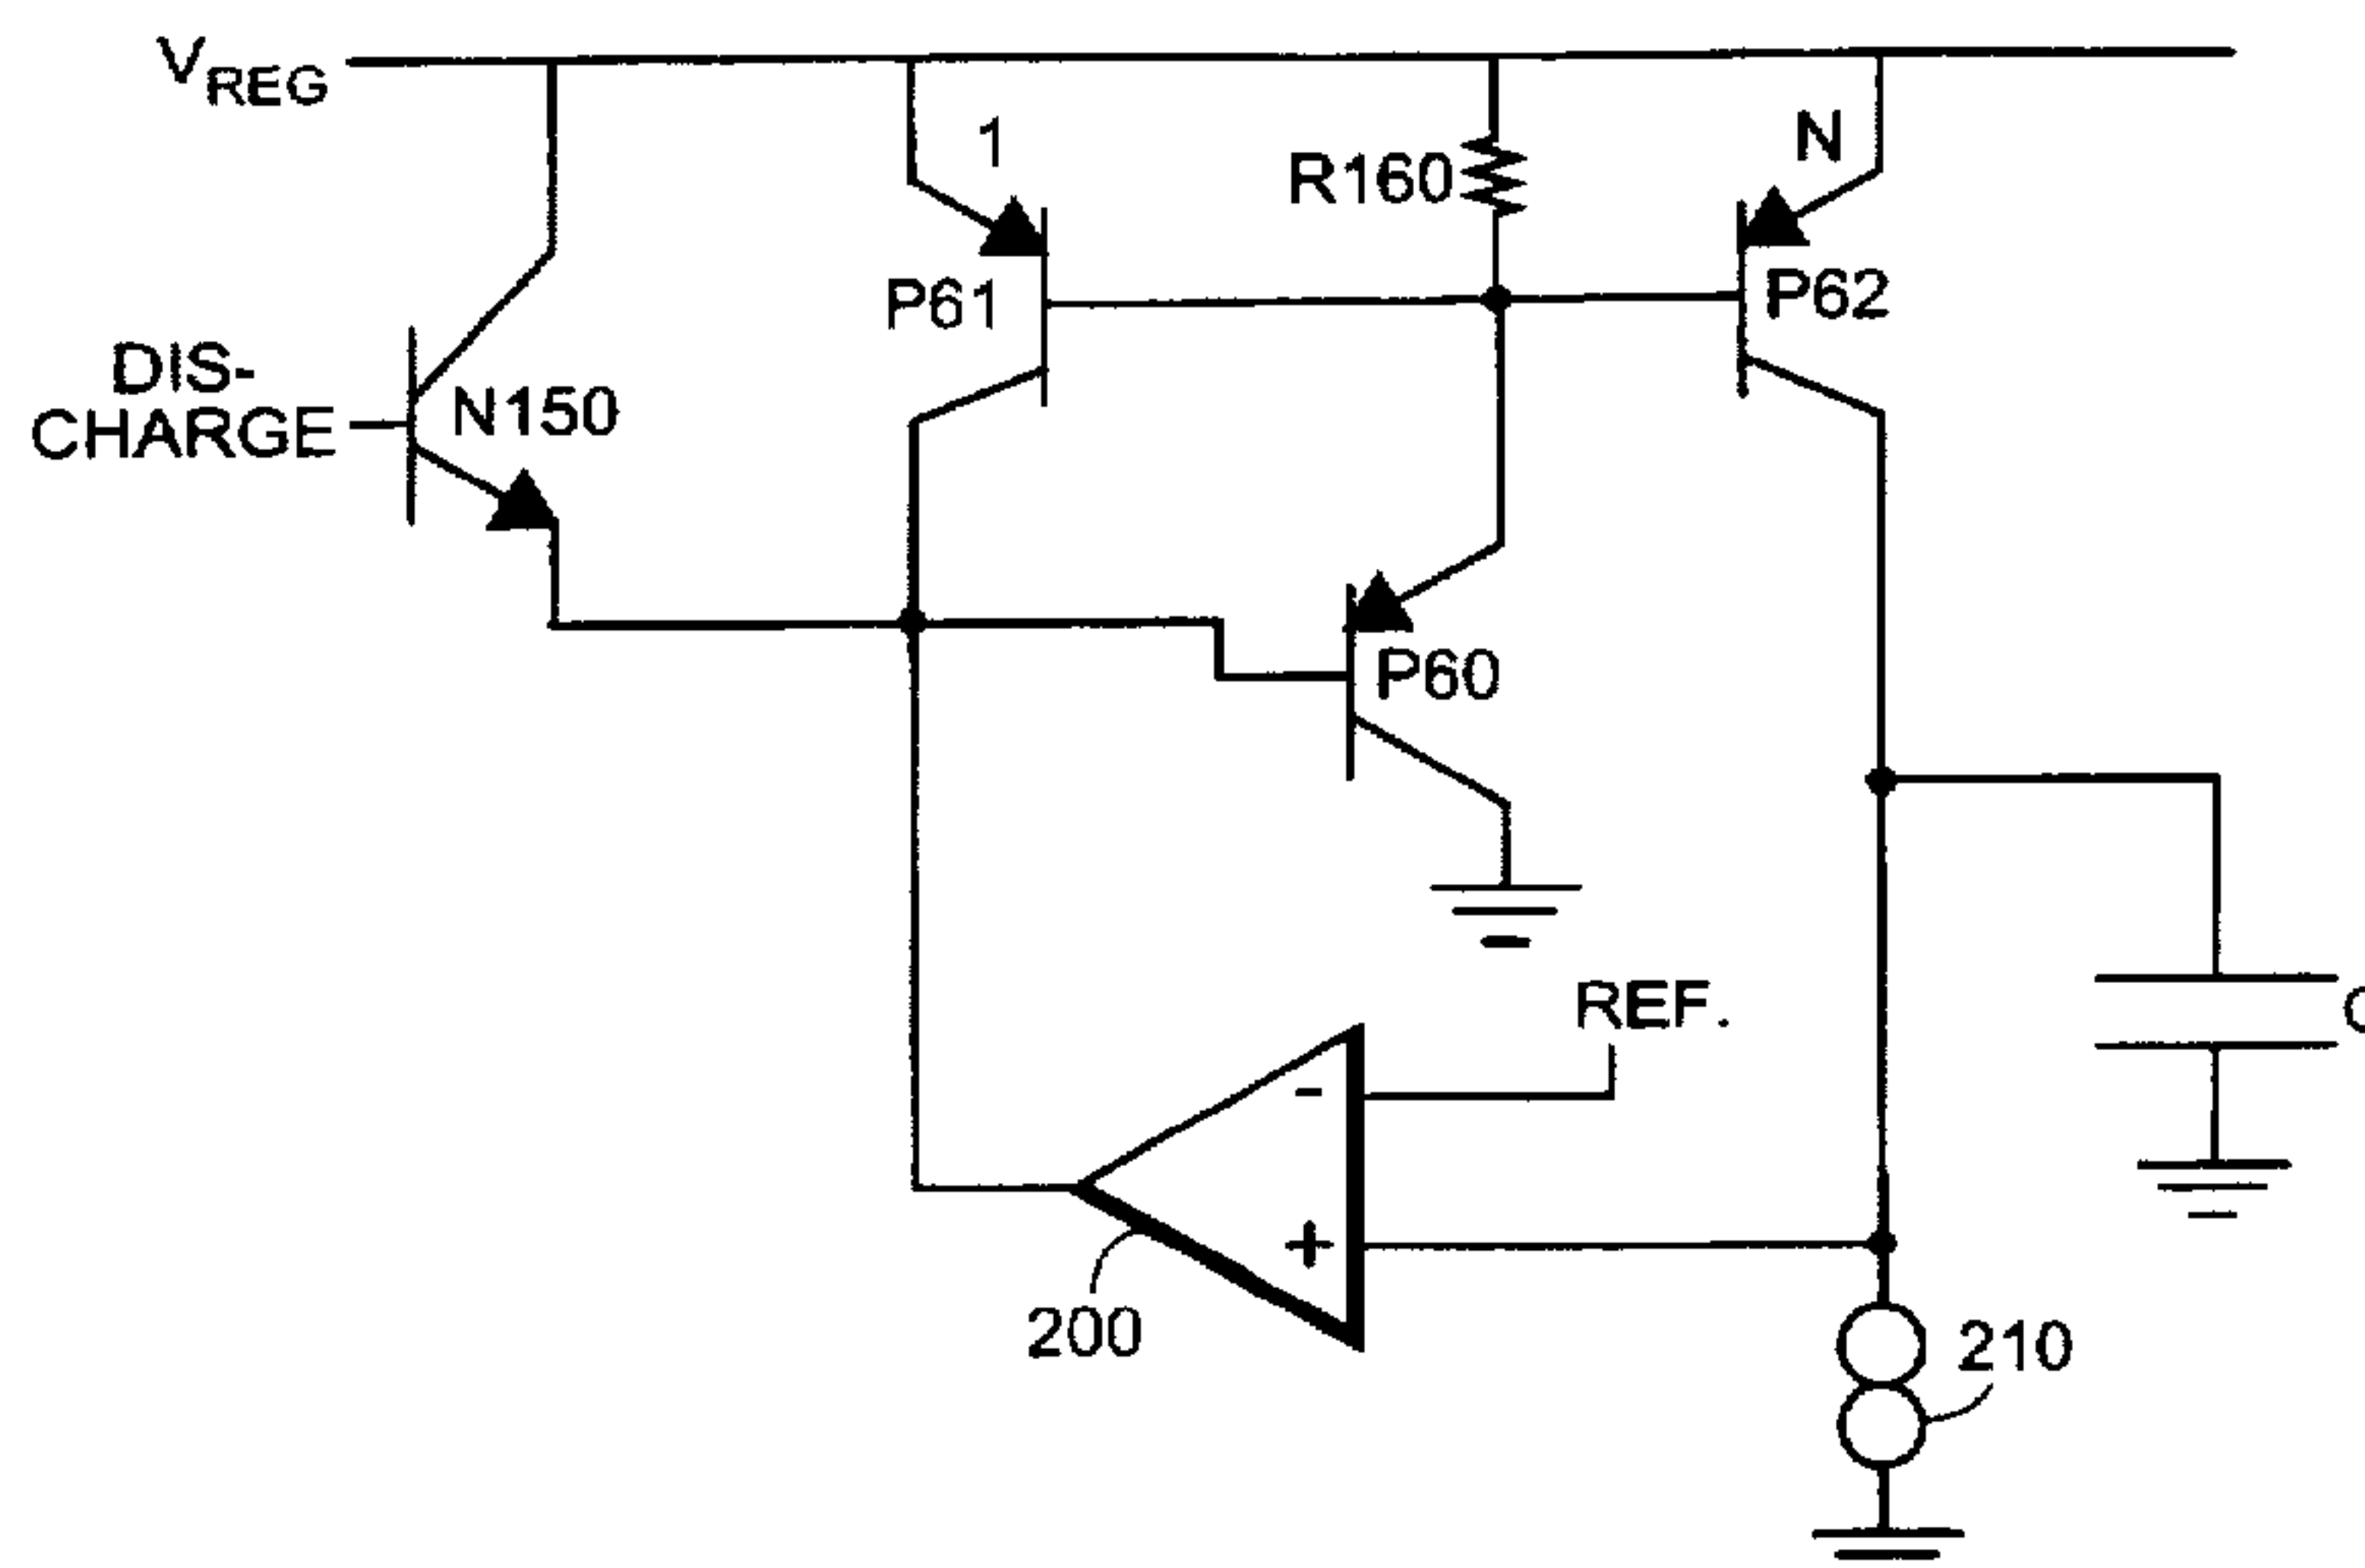 VREG
1
R160
N
P61
P62
DIS-
CHARGE
N150
P60
REF.
-
+
200
210